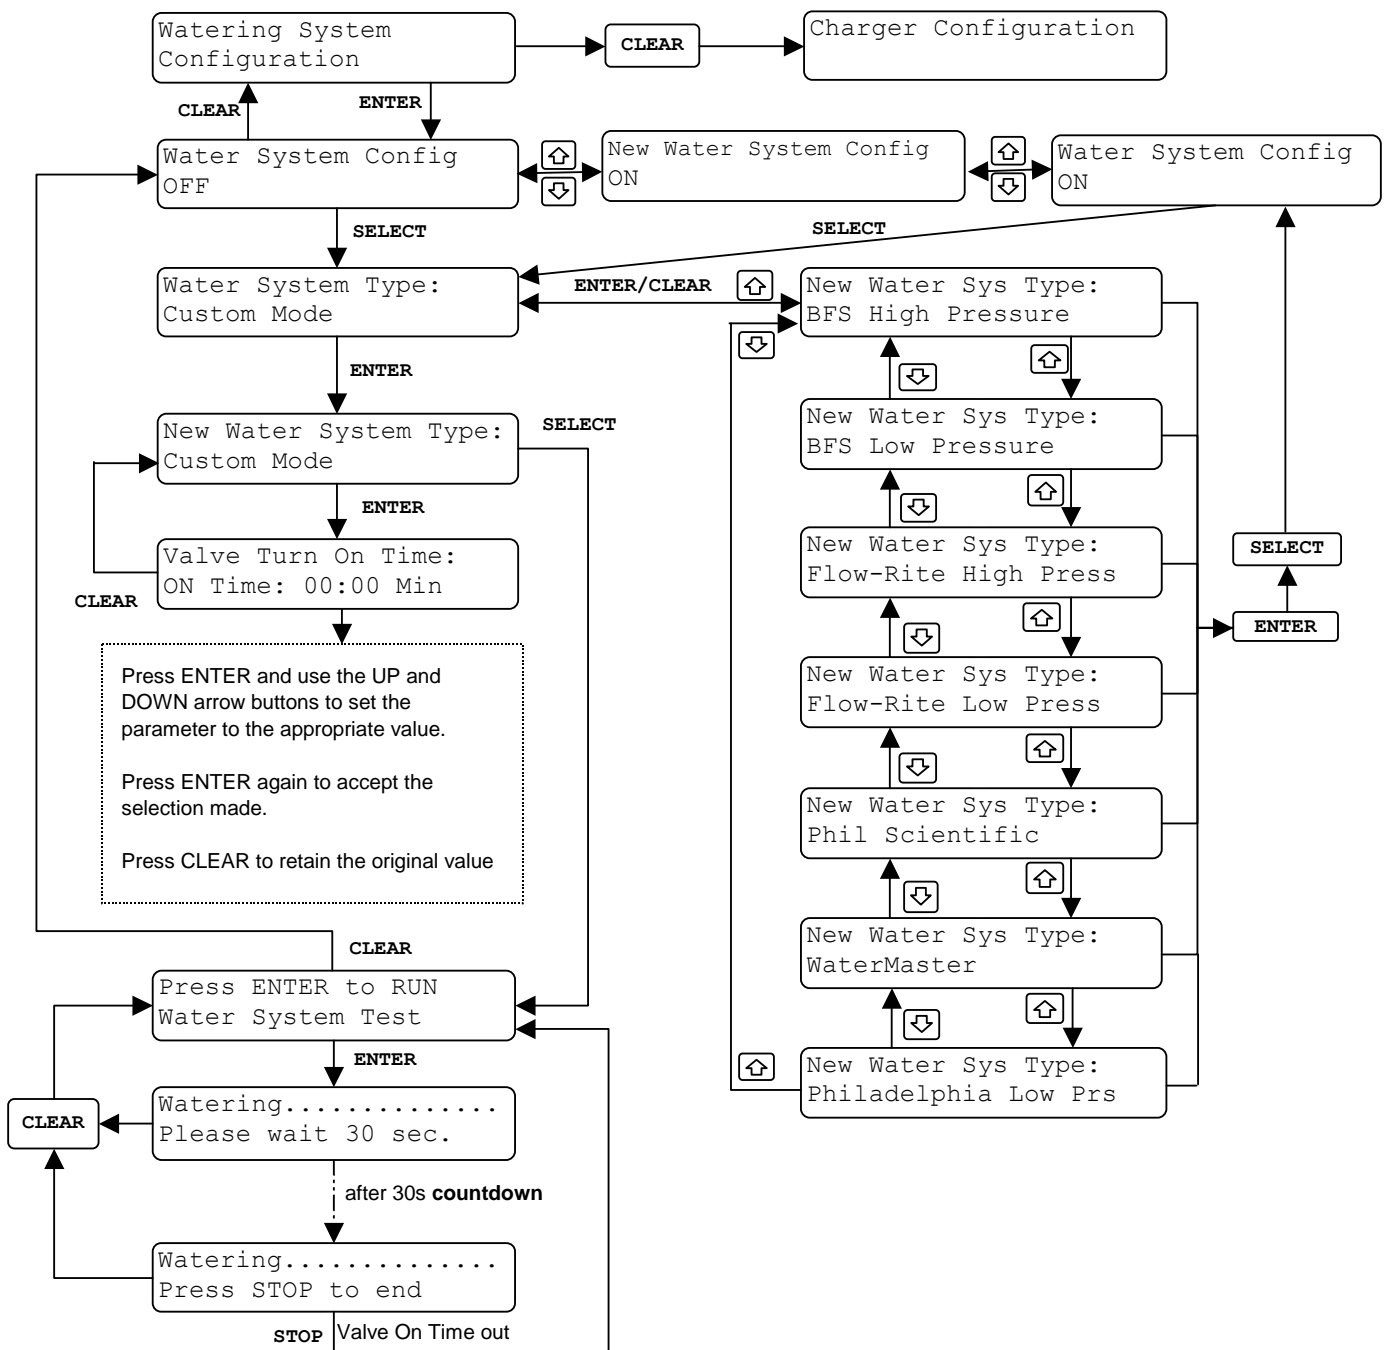 Watering System
Configuration
CLEAR
Charger Configuration
CLEAR
ENTER
Water System Config
OFF
New Water System Config
ON
Water System Config
ON
SELECT
SELECT
Water System Type:
Custom Mode
ENTER/CLEAR
New Water Sys Type:
BFS High Pressure
ENTER
New Water System Type:
Custom Mode
SELECT
New Water Sys Type:
BFS Low Pressure
ENTER
Valve Turn On Time:
ON Time: 00:00 Min
CLEAR
New Water Sys Type:
Flow-Rite High Press
SELECT
ENTER
Press ENTER and use the UP and
DOWN arrow buttons to set the
parameter to the appropriate value.
Press ENTER again to accept the
selection made.
Press CLEAR to retain the original value
New Water Sys Type:
Flow-Rite Low Press
New Water Sys Type:
Phil Scientific
New Water Sys Type:
WaterMaster
New Water Sys Type:
Philadelphia Low Prs
CLEAR
Press ENTER to RUN
Water System Test
ENTER
CLEAR
Watering..............
Please wait 30 sec.
after 30s countdown
Watering..............
Press STOP to end
STOP
Valve On Time out